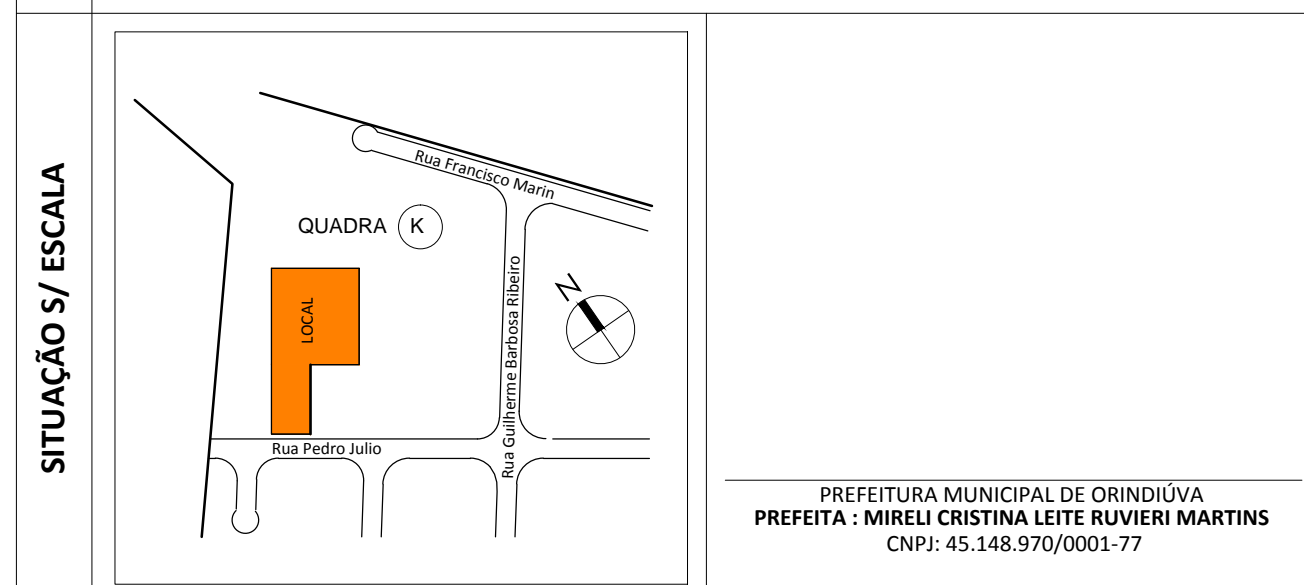 SITUAÇÃO S/ ESCALA
Rua Francisco Marin
QUADRA K
LOCAL
Rua Guilherme Barbosa Ribeiro
N
Rua Pedro Julio
PREFEITURA MUNICIPAL DE ORINDIÚVA
PREFEITA : MIRELI CRISTINA LEITE RUVIERI MARTINS
CNPJ: 45.148.970/0001-77